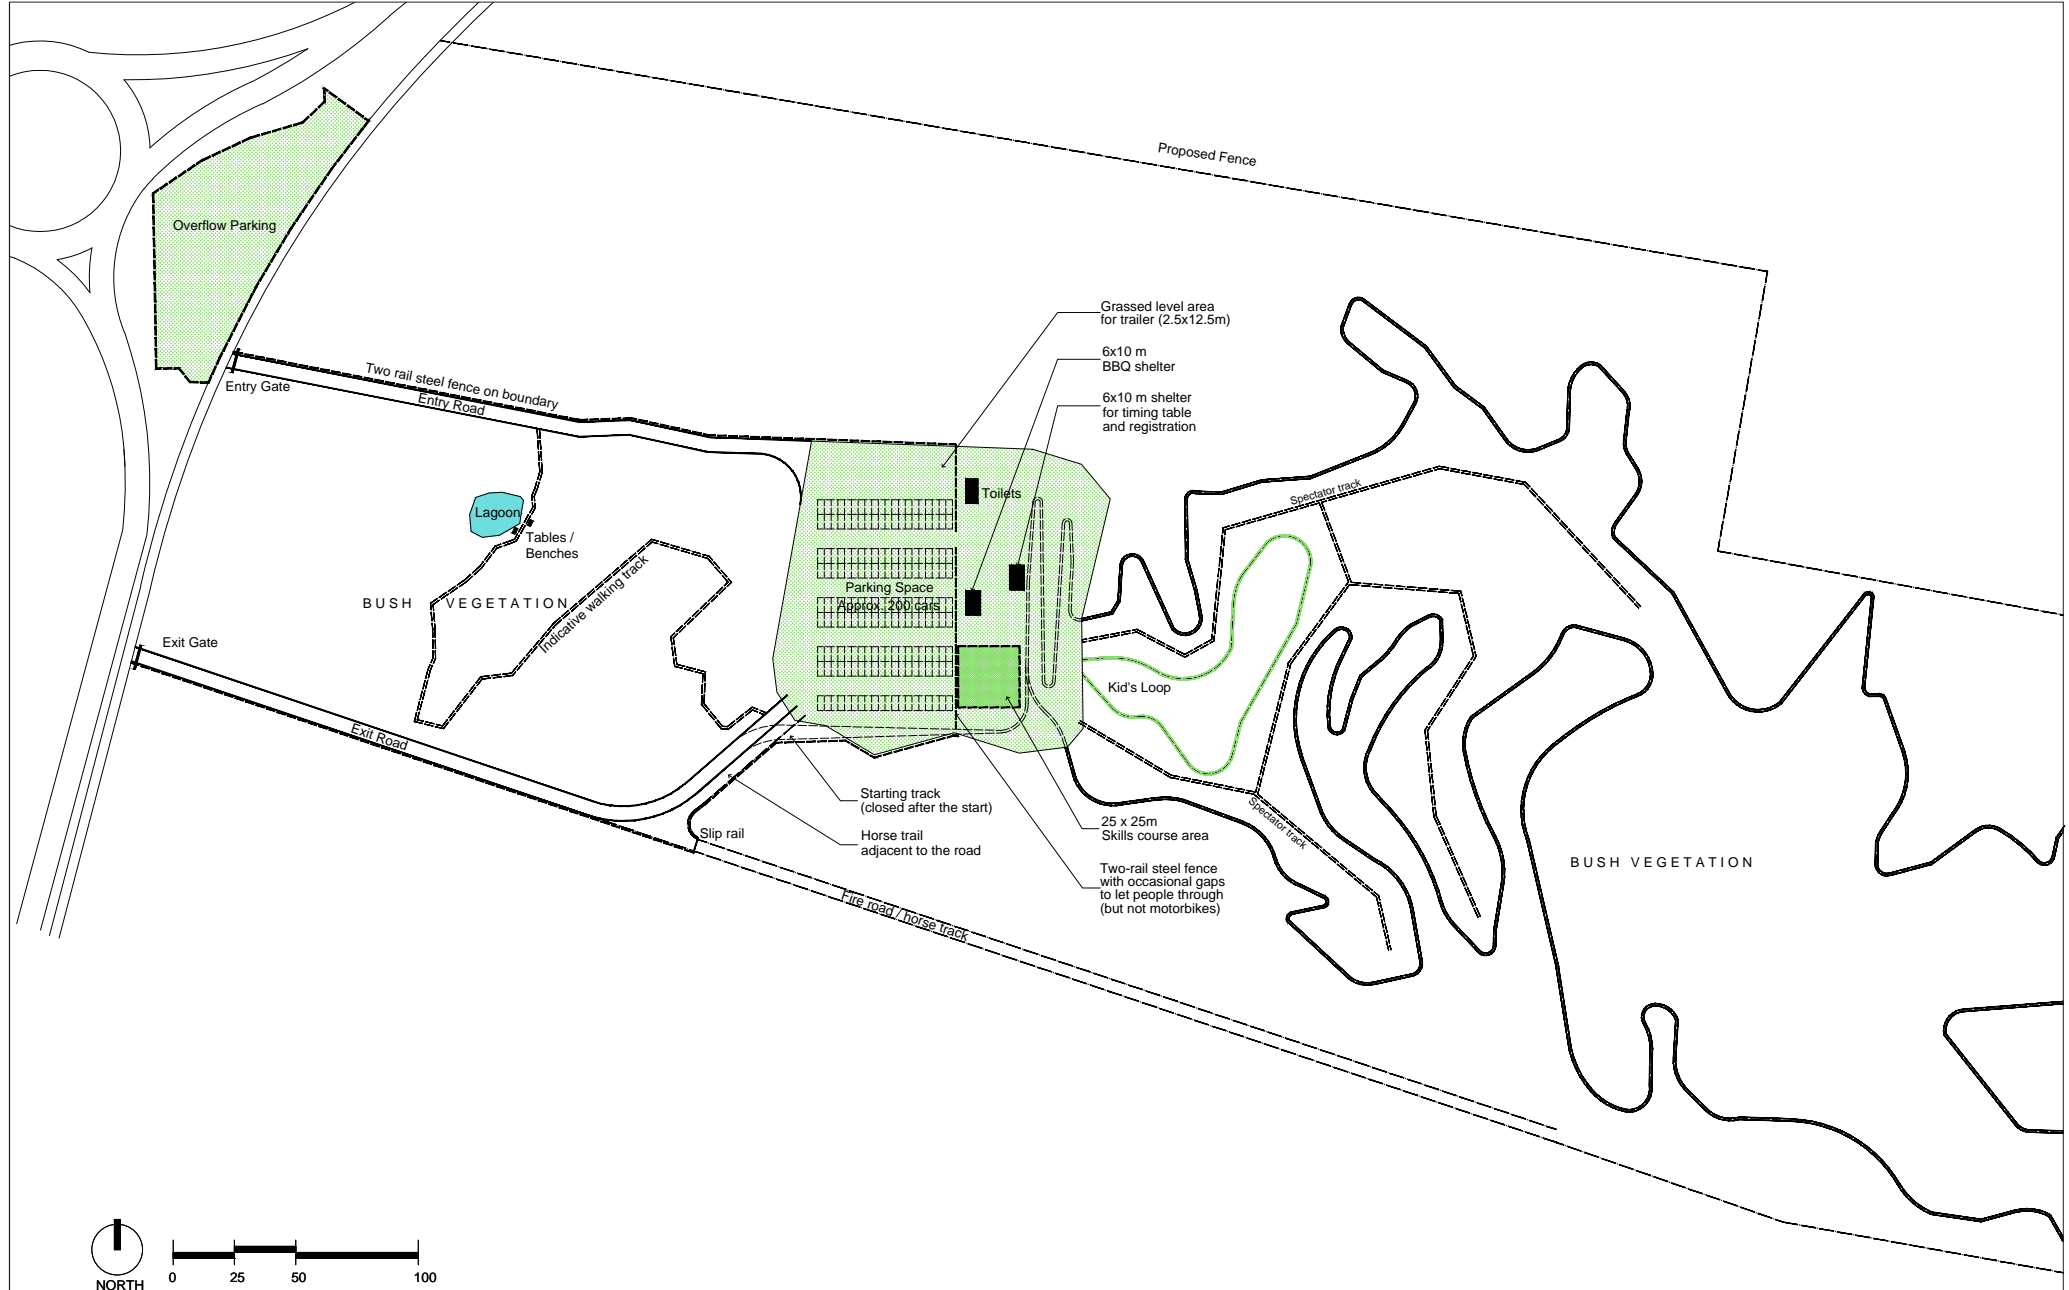 Proposed Fence
Overflow Parking
Grassed level area
for trailer (2.5x12.5m)
6x10 m
BBQ shelter
Two rail steel fence on boundary
Entry Gate
Entry Road
6x10 m shelter
for timing table
and registration
Toilets
Spectator track
Lagoon
Tables /
Benches
Indicative walking track
Parking Space
Approx. 200 cars
BUSH VEGETATION
Exit Gate
Kid's Loop
Exit Road
Starting track
(closed after the start)
Spectator track
Slip rail
Horse trail
adjacent to the road
25 x 25m
Skills course area
BUSH VEGETATION
Two-rail steel fence
with occasional gaps
to let people through
(but not motorbikes)
Fire road / horse track
NORTH
0 25 50 100